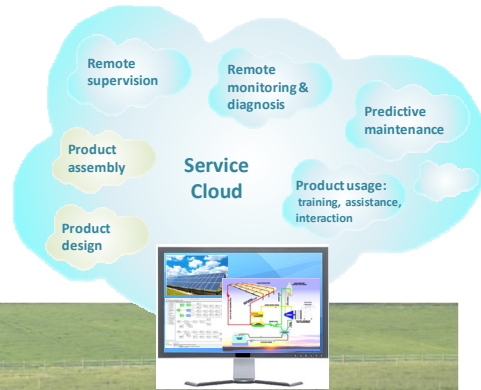 Remote
supervision
Remote
monitoring &
diagnosis
Predictive
maintenance
Product
assembly
Service
Cloud
Product usage:
training, assistance,
interaction
Product
design